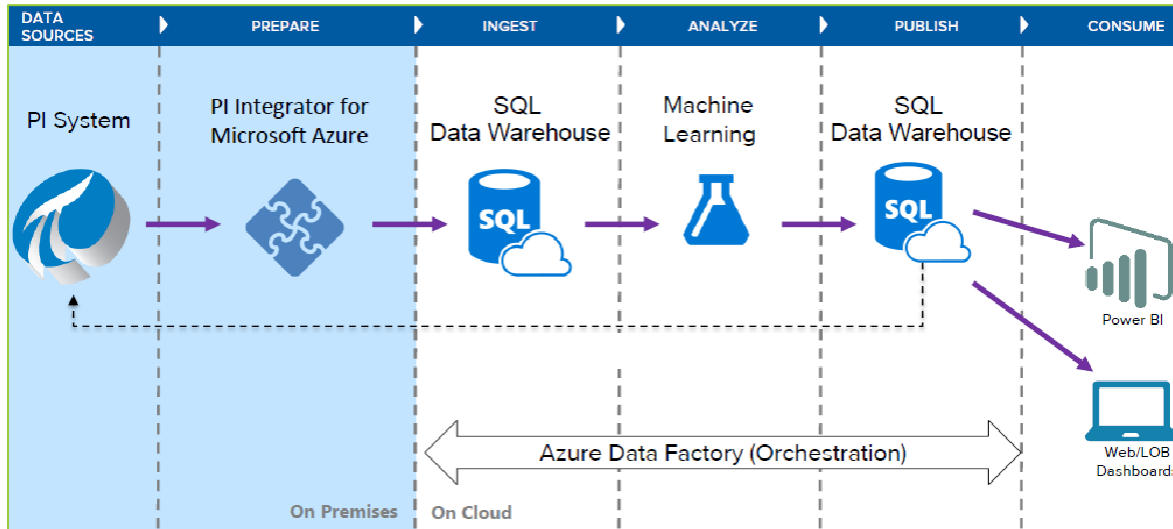 DATA
SOURCES
PREPARE
INGEST
ANALYZE
PUBLISH
CONSUME
PI System
PI Integrator for
Microsoft Azure
SQL
Data Warehouse
Machine
Learning
SQL
Data Warehouse
SQL
SQL
Power BI
Azure Data Factory (Orchestration)
Web/LOB
Dashboards
On Premises
On Cloud